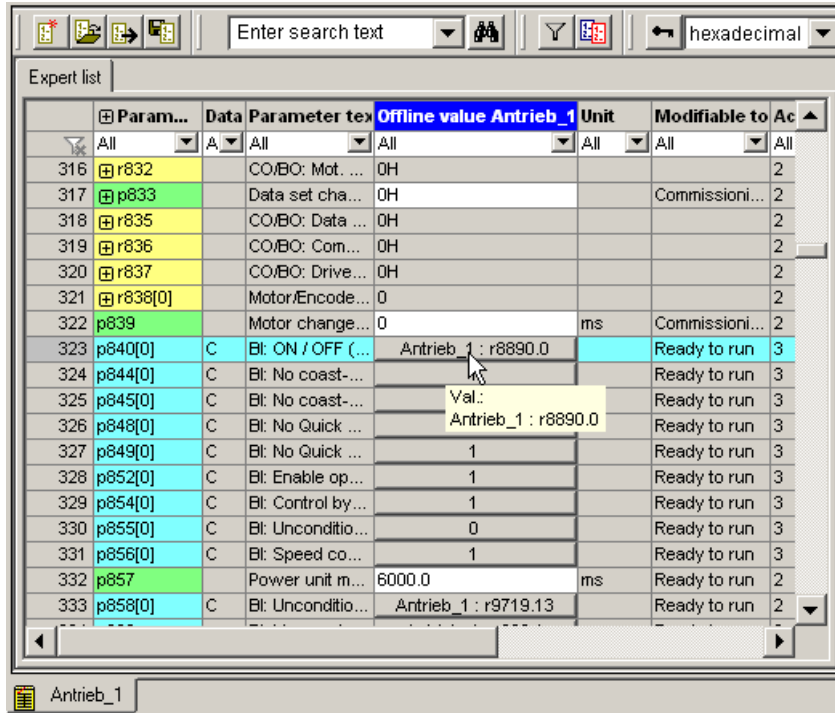 Enter search text hexadecimal
Expert list
Param... Data Parameter tex Offline value Antrieb_1 Unit Modifiable to Ac
All A All All All All All
316 r832 CO/BO: Mot. ... 0H 2
317 p833 Data set cha... 0H Commissioni... 2
318 r835 CO/BO: Data ... 0H 2
319 r836 CO/BO: Com... 0H 2
320 r837 CO/BO: Drive... 0H 2
321 r838[0] Motor/Encode... 0 2
322 p839 Motor change... 0 ms Commissioni... 2
323 p840[0] C BI: ON / OFF (... Antrieb_1 : r8890.0 Ready to run 3
324 p844[0] C BI: No coast-... Ready to run 3
325 p845[0] C BI: No coast-... Val.: Ready to run 3
326 p848[0] C BI: No Quick ... Antrieb_1 : r8890.0 Ready to run 3
327 p849[0] C BI: No Quick ... 1 Ready to run 3
328 p852[0] C BI: Enable op... 1 Ready to run 3
329 p854[0] C BI: Control by... 1 Ready to run 3
330 p855[0] C BI: Unconditio... 0 Ready to run 3
331 p856[0] C BI: Speed co... 1 Ready to run 3
332 p857 Power unit m... 6000.0 ms Ready to run 2
333 p858[0] C BI: Unconditio... Antrieb_1 : r9719.13 Ready to run 2
Antrieb_1